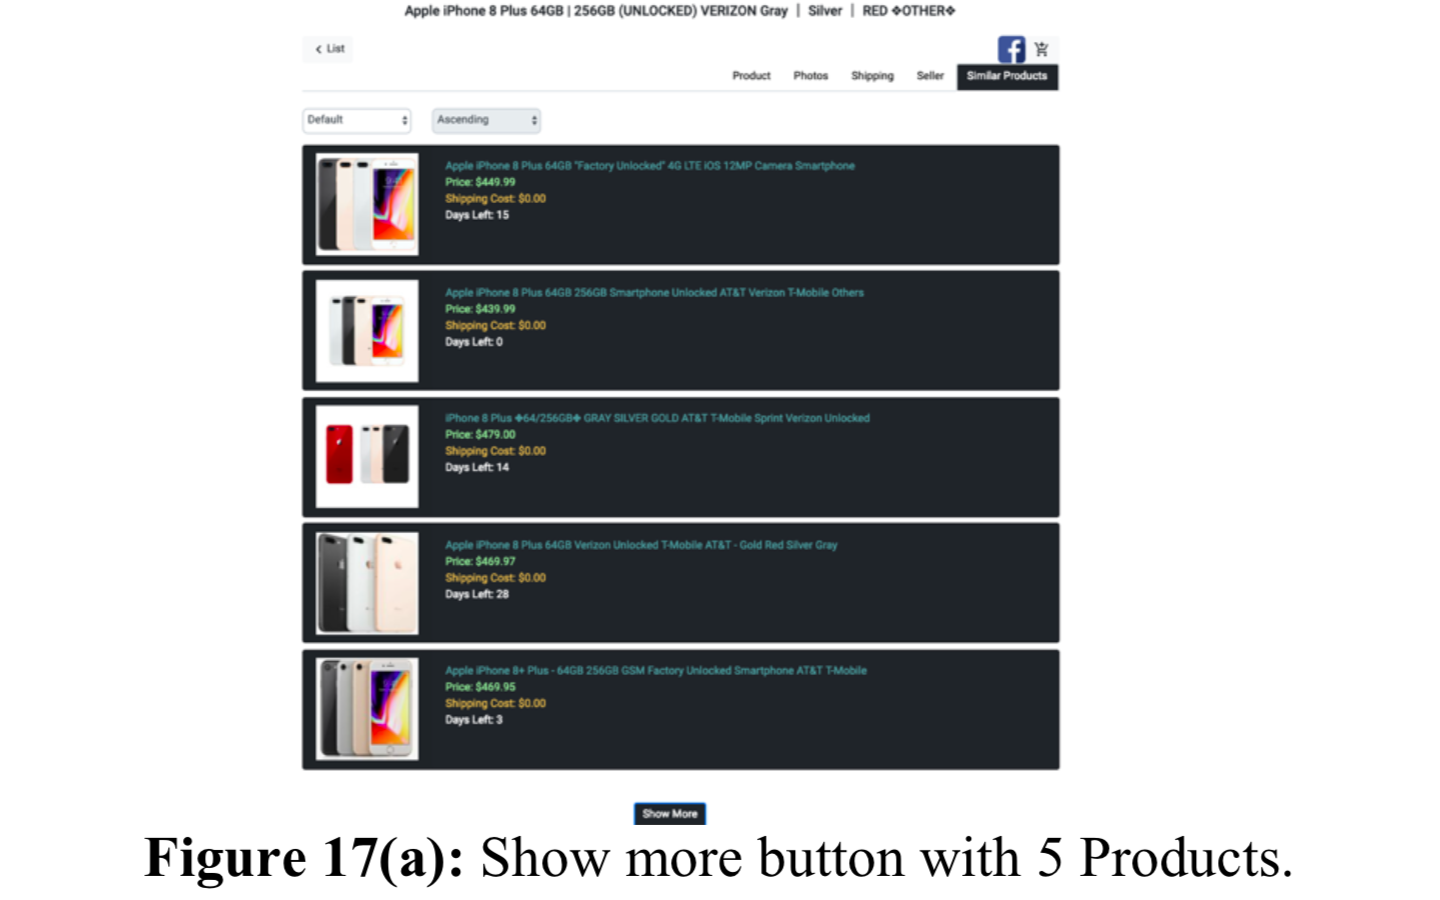 Apple iPhone 8 Plus 64GB | 256GB (UNLOCKED) VERIZON Gray | Silver | RED ❖OTHER❖
List
Product Photos Shipping Seller Similar Products
Default Ascending
Apple iPhone 8 Plus 64GB "Factory Unlocked" 4G LTE iOS 12MP Camera Smartphone
Price: $449.99
Shipping Cost: $0.00
Days Left: 15
Apple iPhone 8 Plus 64GB 256GB Smartphone Unlocked AT&T Verizon T-Mobile Others
Price: $439.99
Shipping Cost: $0.00
Days Left: 0
iPhone 8 Plus ✤64/256GB✤ GRAY SILVER GOLD AT&T T-Mobile Sprint Verizon Unlocked
Price: $479.00
Shipping Cost: $0.00
Days Left: 14
Apple iPhone 8 Plus 64GB Verizon Unlocked T-Mobile AT&T - Gold Red Silver Gray
Price: $469.97
Shipping Cost: $0.00
Days Left: 28
Apple iPhone 8+ Plus - 64GB 256GB GSM Factory Unlocked Smartphone AT&T T-Mobile
Price: $469.95
Shipping Cost: $0.00
Days Left: 3
Show More
Figure 17(a): Show more button with 5 Products.